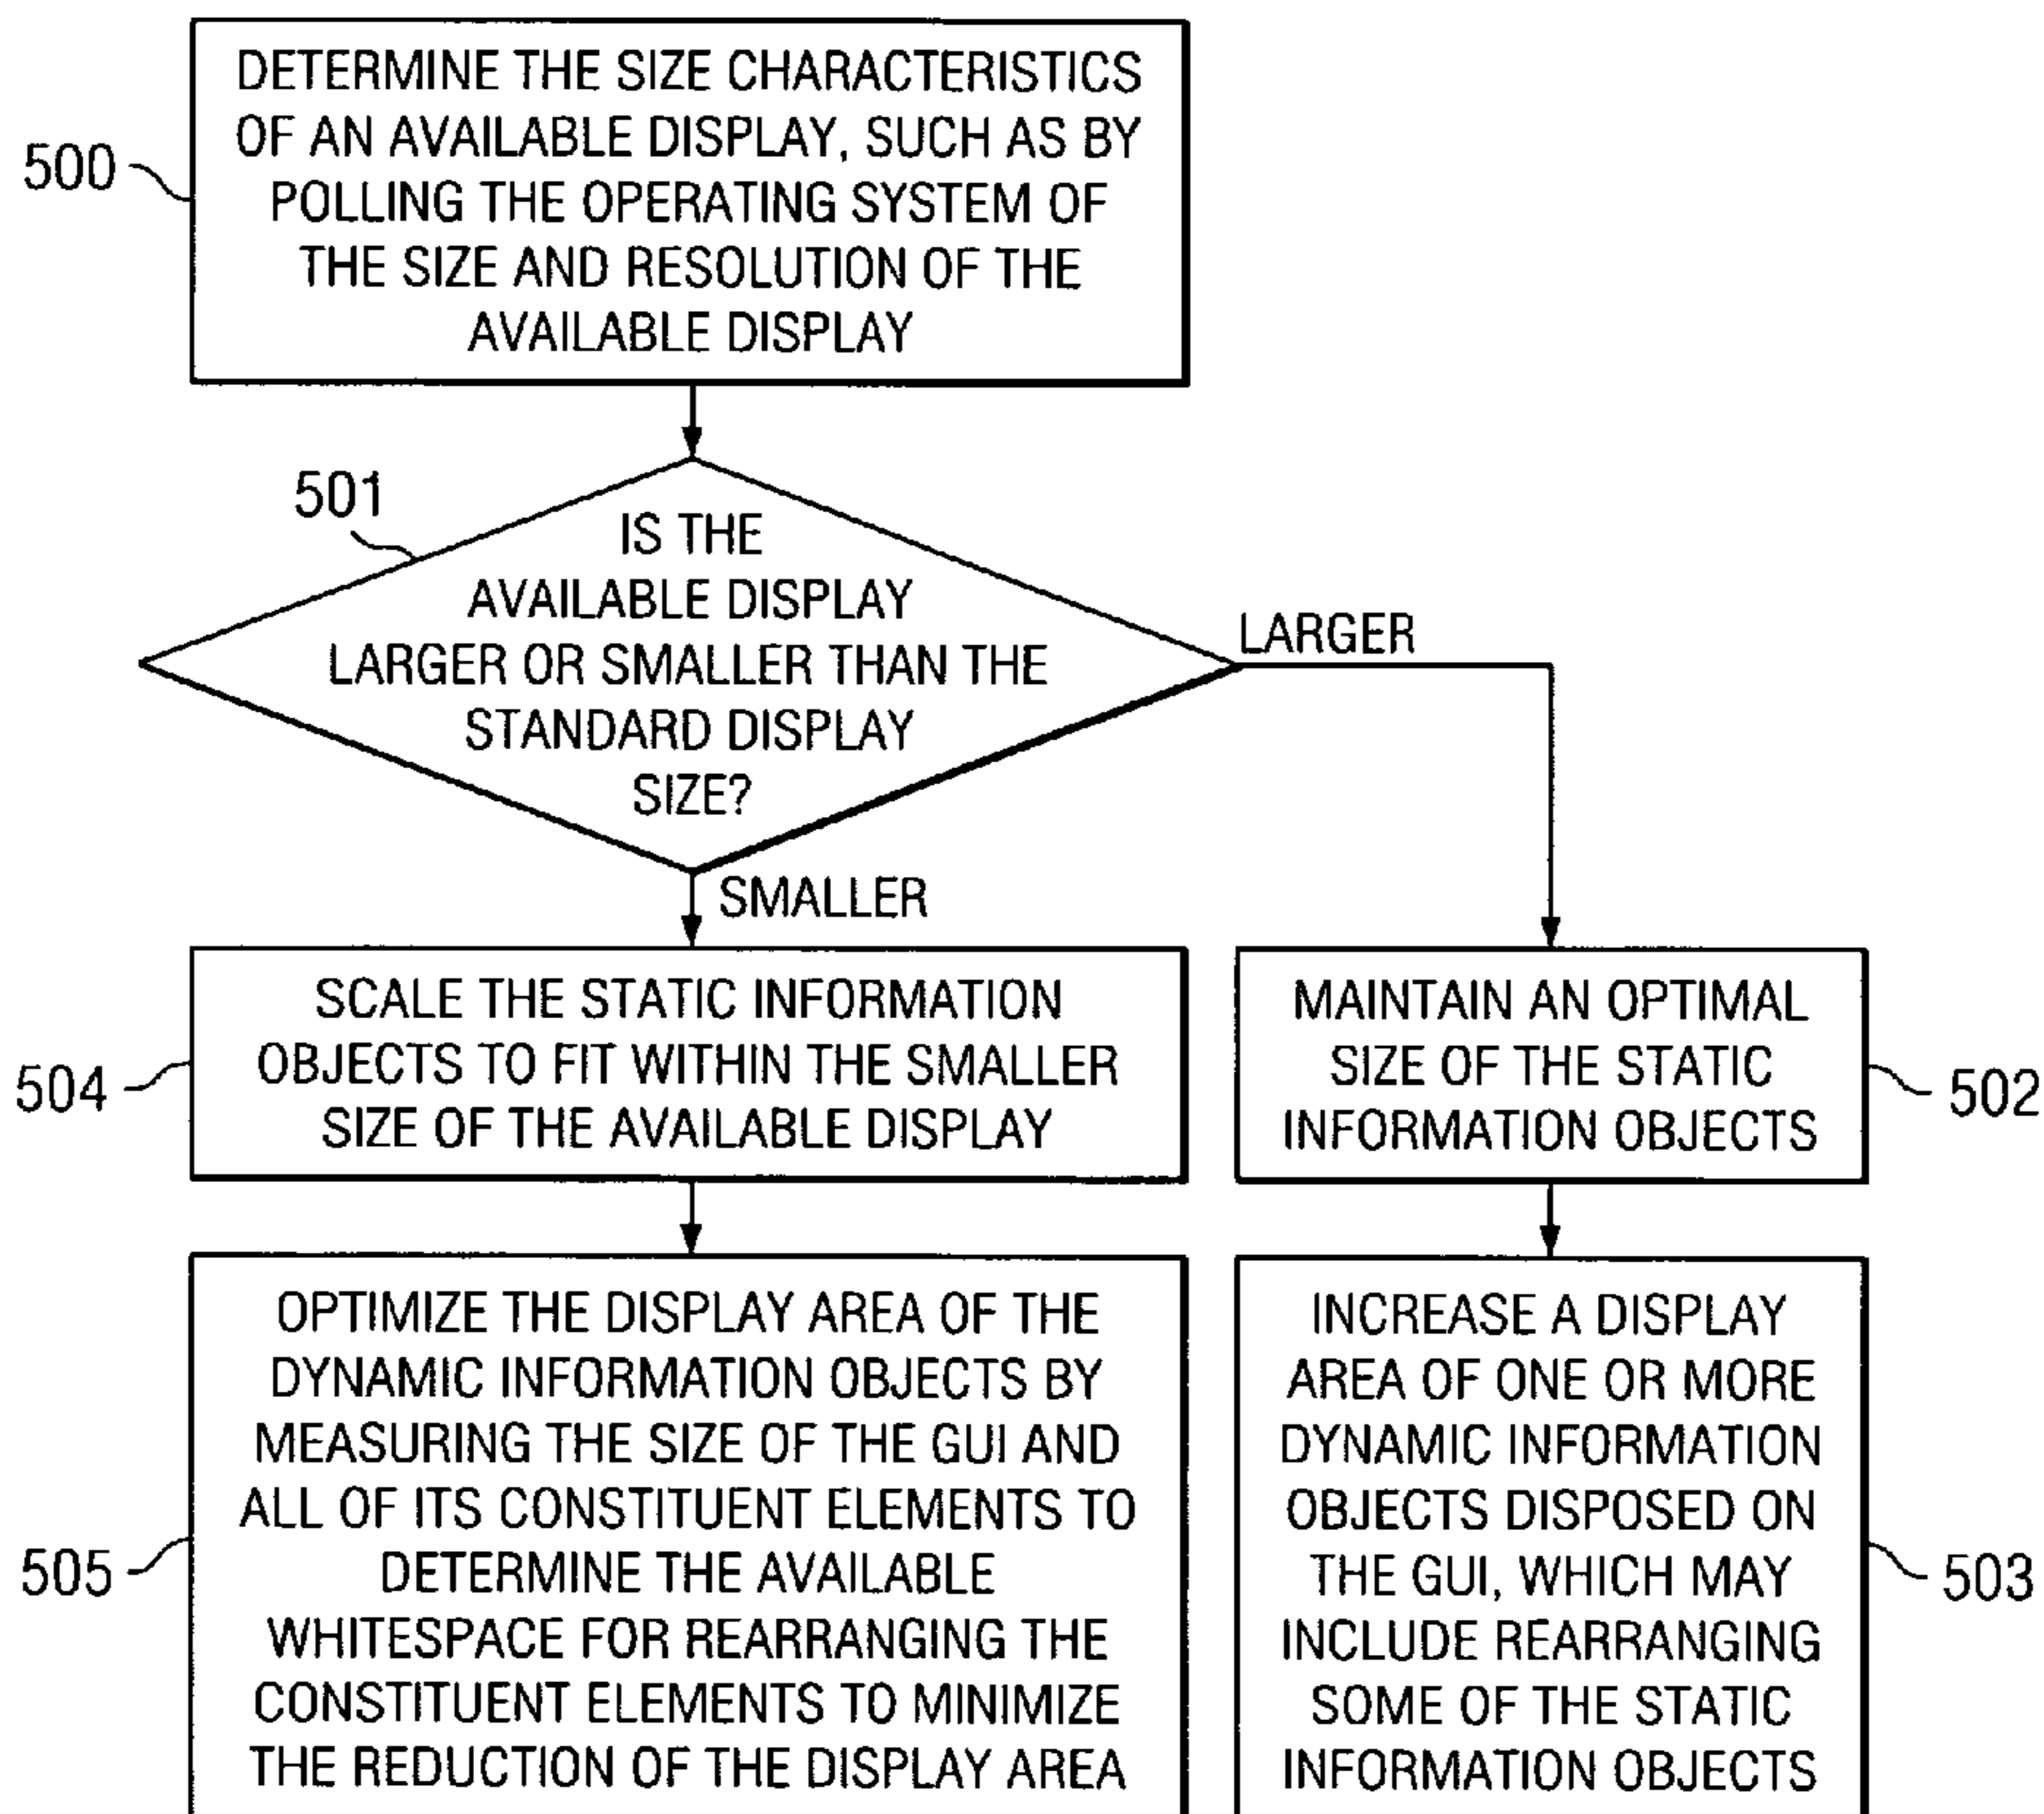 DETERMINE THE SIZE CHARACTERISTICS
OF AN AVAILABLE DISPLAY, SUCH AS BY
POLLING THE OPERATING SYSTEM OF
THE SIZE AND RESOLUTION OF THE
AVAILABLE DISPLAY
500
501
IS THE
AVAILABLE DISPLAY
LARGER OR SMALLER THAN THE
STANDARD DISPLAY
SIZE?
LARGER
SMALLER
SCALE THE STATIC INFORMATION
OBJECTS TO FIT WITHIN THE SMALLER
SIZE OF THE AVAILABLE DISPLAY
504
MAINTAIN AN OPTIMAL
SIZE OF THE STATIC
INFORMATION OBJECTS
502
OPTIMIZE THE DISPLAY AREA OF THE
DYNAMIC INFORMATION OBJECTS BY
MEASURING THE SIZE OF THE GUI AND
ALL OF ITS CONSTITUENT ELEMENTS TO
DETERMINE THE AVAILABLE
WHITESPACE FOR REARRANGING THE
CONSTITUENT ELEMENTS TO MINIMIZE
THE REDUCTION OF THE DISPLAY AREA
505
INCREASE A DISPLAY
AREA OF ONE OR MORE
DYNAMIC INFORMATION
OBJECTS DISPOSED ON
THE GUI, WHICH MAY
INCLUDE REARRANGING
SOME OF THE STATIC
INFORMATION OBJECTS
503